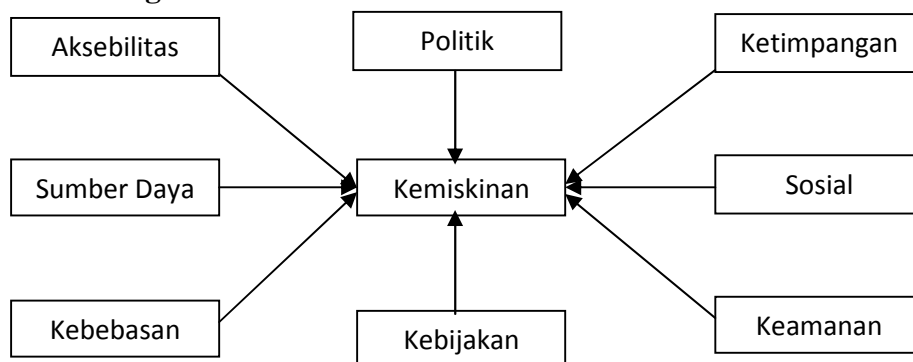 Aksebilitas
Politik
Ketimpangan
Sumber Daya
Kemiskinan
Sosial
Kebebasan
Kebijakan
Keamanan